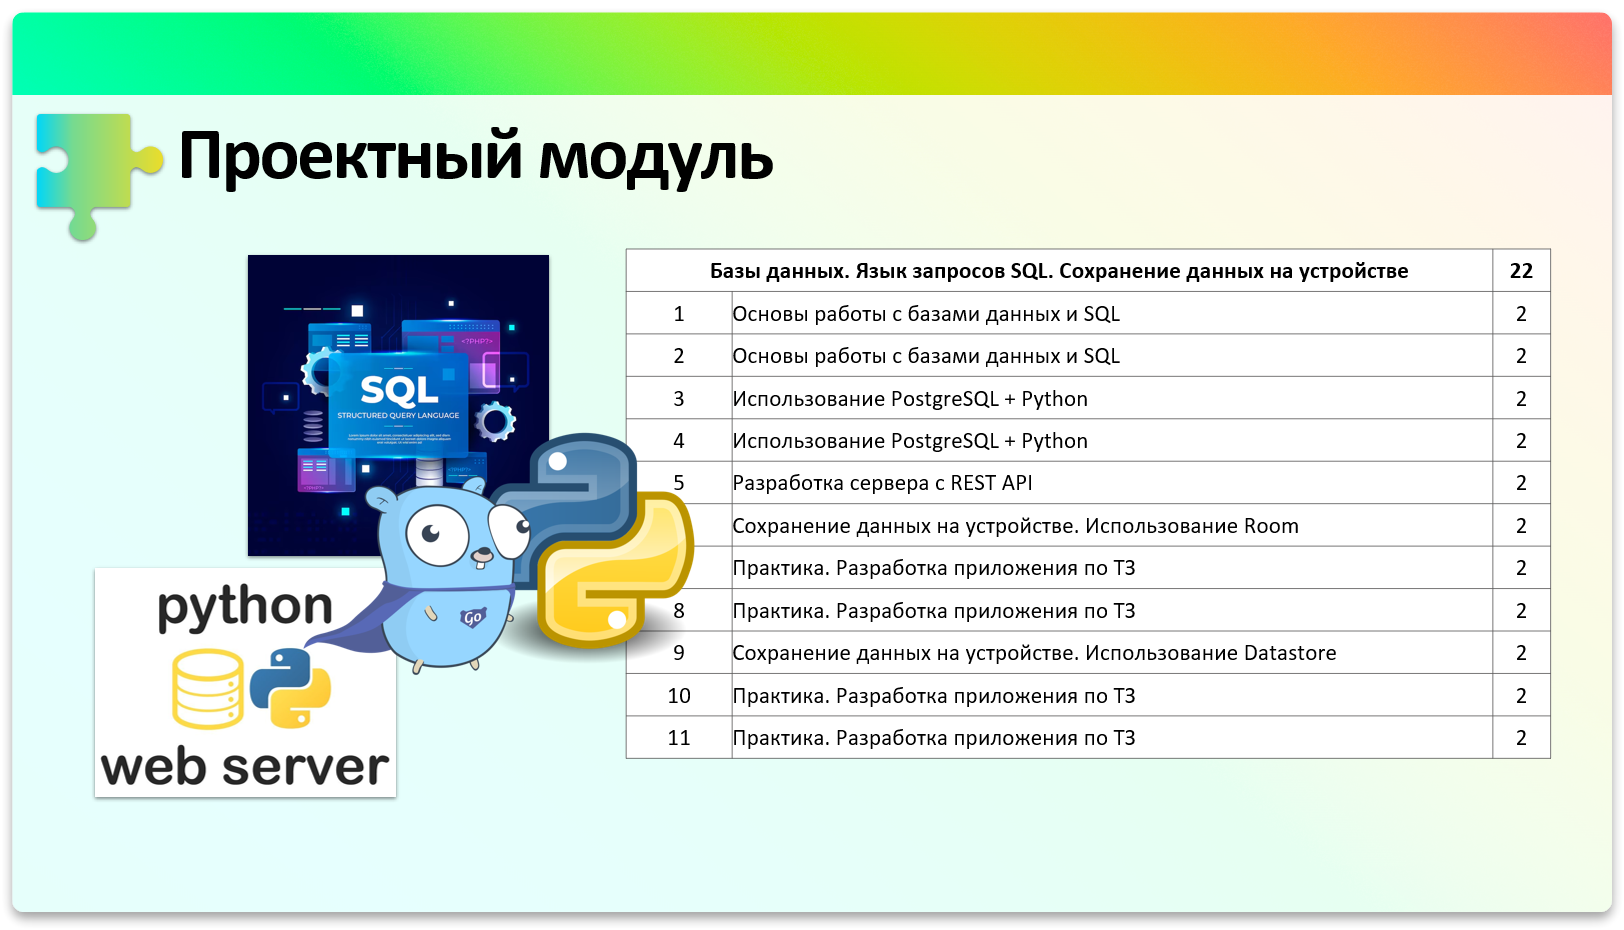 Проектный модуль
SQL
STRUCTURED QUERY LANGUAGE
<?PHP?>
<?PHP?>
Go
python
web server
Базы данных. Язык запросов SQL. Сохранение данных на устройстве 22
1 Основы работы с базами данных и SQL 2
2 Основы работы с базами данных и SQL 2
3 Использование PostgreSQL + Python 2
4 Использование PostgreSQL + Python 2
5 Разработка сервера с REST API 2
Сохранение данных на устройстве. Использование Room 2
Практика. Разработка приложения по ТЗ 2
8 Практика. Разработка приложения по ТЗ 2
9 Сохранение данных на устройстве. Использование Datastore 2
10 Практика. Разработка приложения по ТЗ 2
11 Практика. Разработка приложения по ТЗ 2